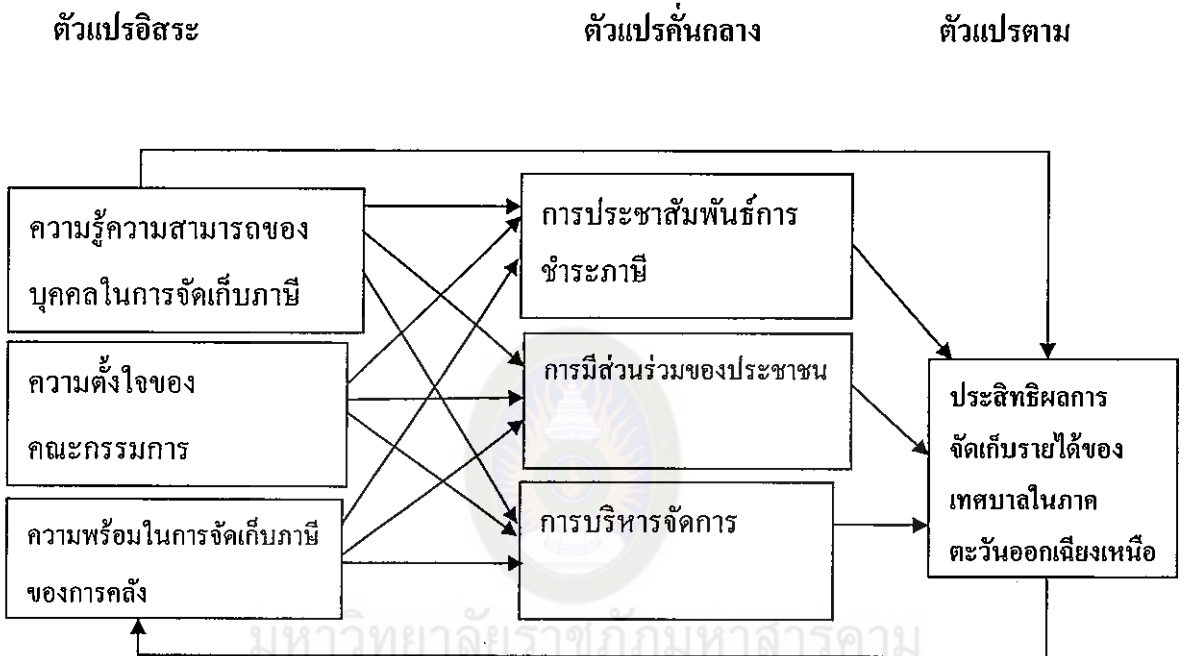 ตัวแปรอิสระ
ตัวแปรคั่นกลาง
ตัวแปรตาม
ความรู้ความสามารถของ
บุคคลในการจัดเก็บภาษี
ความตั้งใจของ
คณะกรรมการ
ความพร้อมในการจัดเก็บภาษี
ของการคลัง
การประชาสัมพันธ์การ
ชำระภาษี
การมีส่วนร่วมของประชาชน
การบริหารจัดการ
ประสิทธิผลการ
จัดเก็บรายได้ของ
เทศบาลในภาค
ตะวันออกเฉียงเหนือ
มหาวิทยาลัยราชภัฏมหาสารคาม